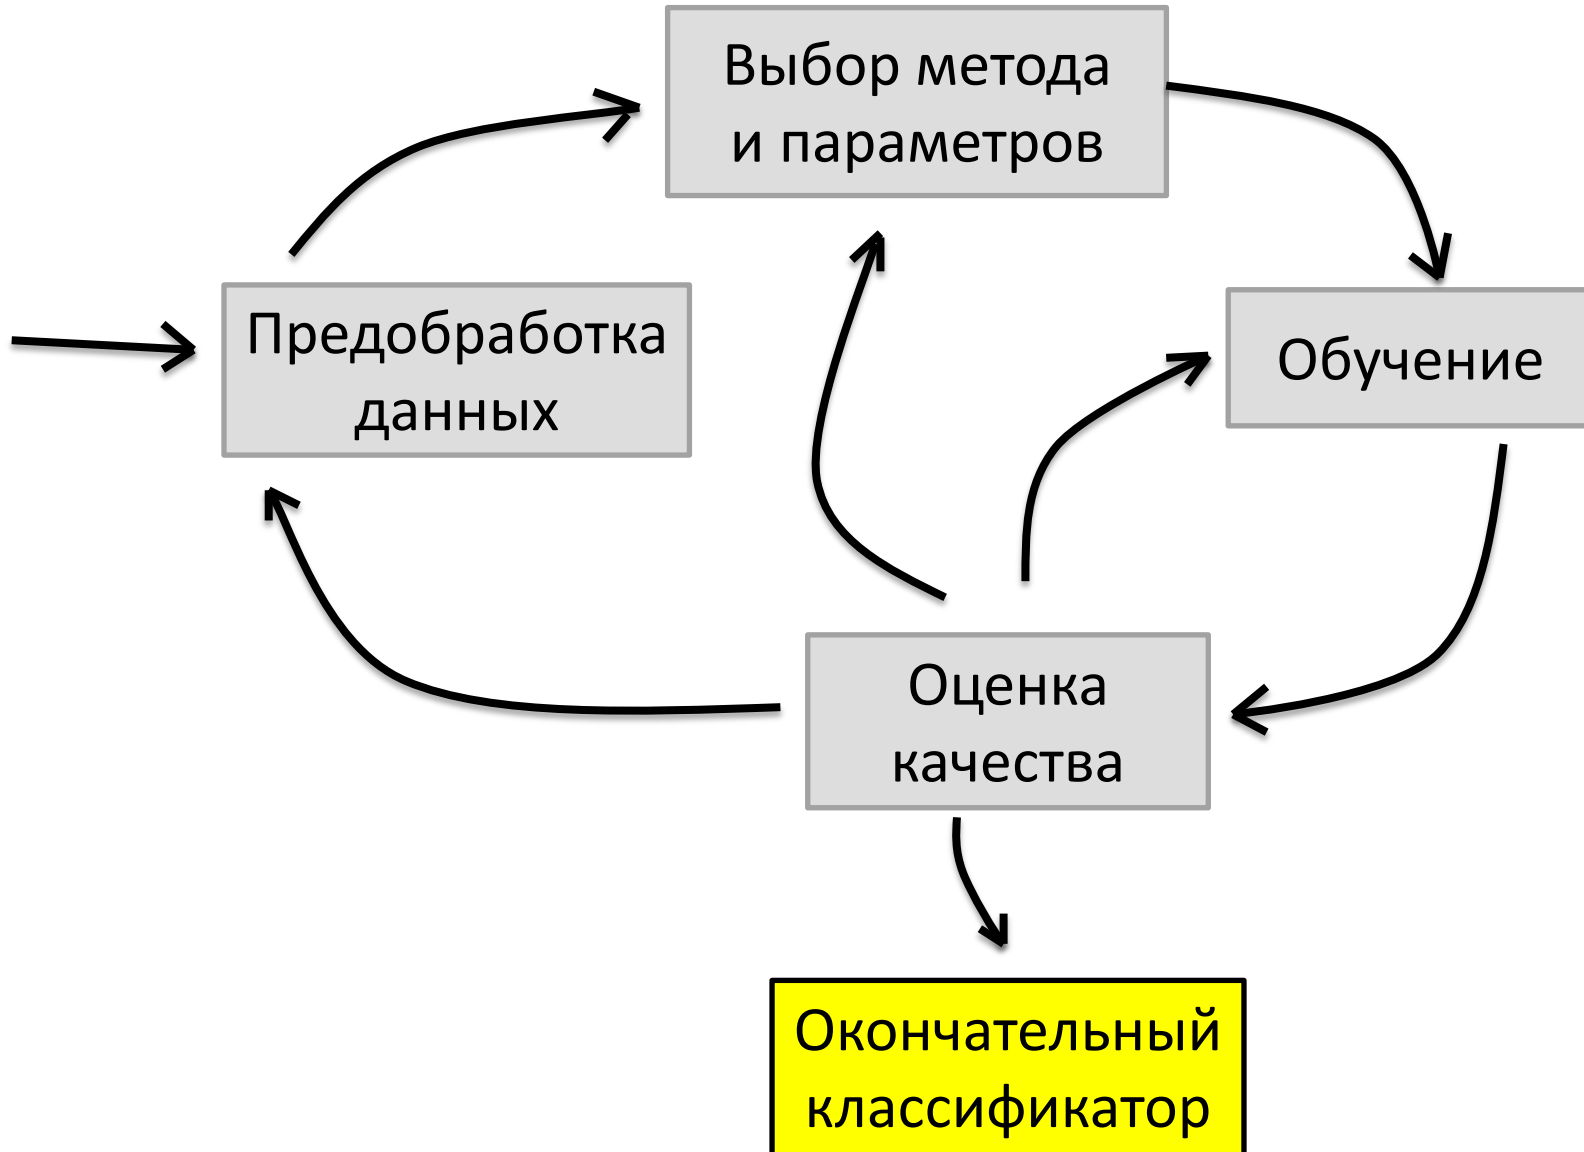 Выбор метода
и параметров
Предобработка
данных
Обучение
Оценка
качества
Окончательный
классификатор